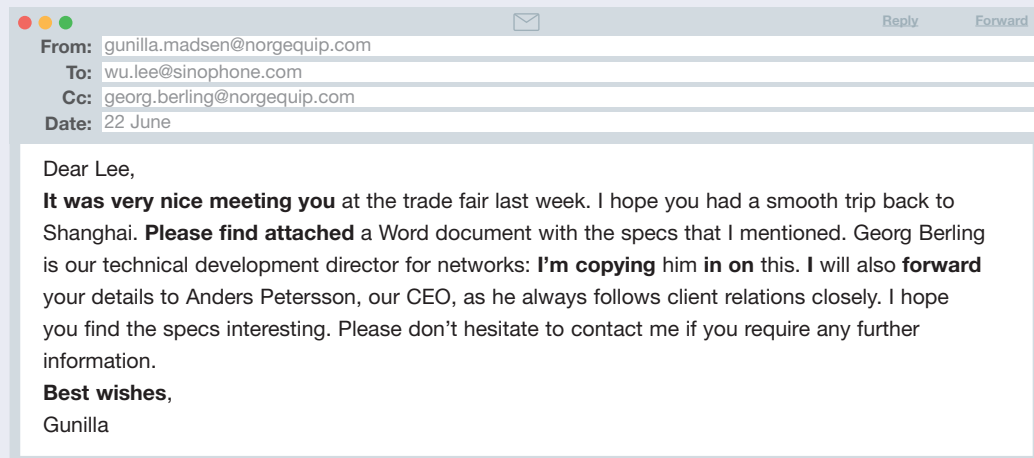 Reply Forward
From: gunilla.madsen@norgequip.com
To: wu.lee@sinophone.com
Cc: georg.berling@norgequip.com
Date: 22 June
Dear Lee,
It was very nice meeting you at the trade fair last week. I hope you had a smooth trip back to
Shanghai. Please find attached a Word document with the specs that I mentioned. Georg Berling
is our technical development director for networks: I’m copying him in on this. I will also forward
your details to Anders Petersson, our CEO, as he always follows client relations closely. I hope
you find the specs interesting. Please don’t hesitate to contact me if you require any further
information.
Best wishes,
Gunilla